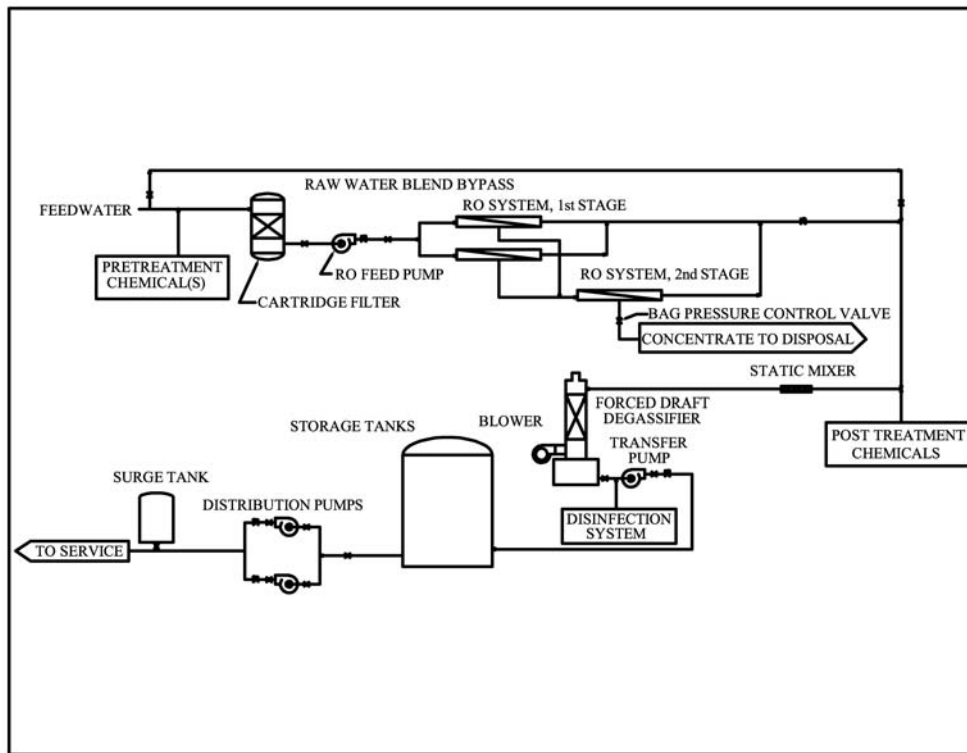 RAW WATER BLEND BYPASS
FEEDWATER
RO SYSTEM, 1st STAGE
PRETREATMENT
CHEMICAL(S)
RO FEED PUMP
CARTRIDGE FILTER
RO SYSTEM, 2nd STAGE
BAG PRESSURE CONTROL VALVE
CONCENTRATE TO DISPOSAL
STATIC MIXER
FORCED DRAFT
DEGASSIFIER
BLOWER
STORAGE TANKS
TRANSFER
PUMP
POST TREATMENT
CHEMICALS
SURGE TANK
DISTRIBUTION PUMPS
DISINFECTION
SYSTEM
TO SERVICE